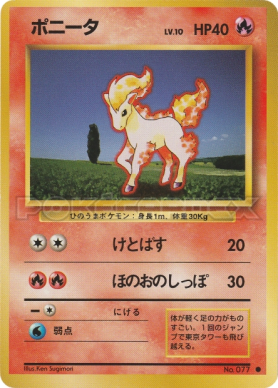 ポニータ LV.10 HP40
ひのうまポケモン:身長1m、体重30Kg
けとばす 20
ほのおのしっぽ 30
にげる
弱点
体が軽く足の力がものすごい。1回のジャンプで東京タワーも飛び越える。
Illus.Ken Sugimori
No.077